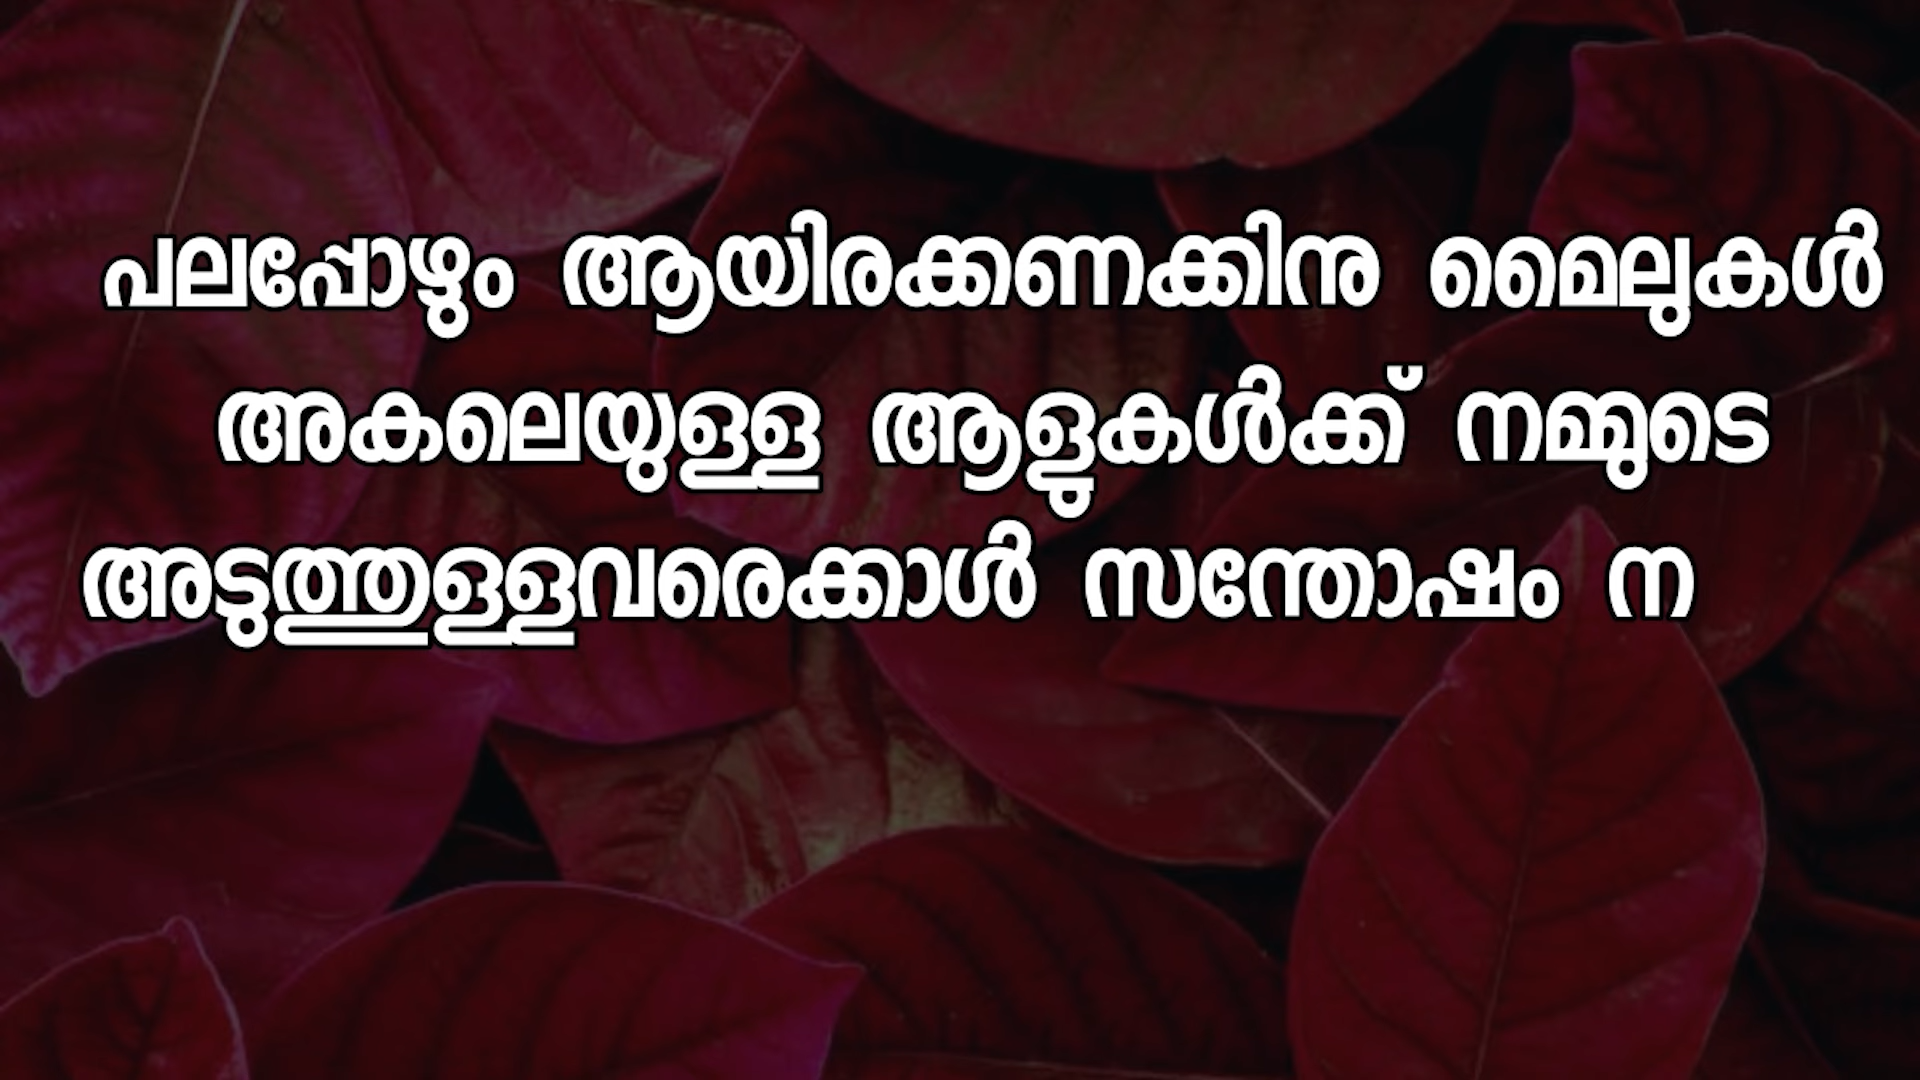 പലപ്പോഴും ആയിരക്കണക്കിനു മൈലുകൾ
അകലെയുള്ള ആളുകൾക്ക് നമ്മുടെ
അടുത്തുള്ളവരെക്കാൾ സന്തോഷം ന